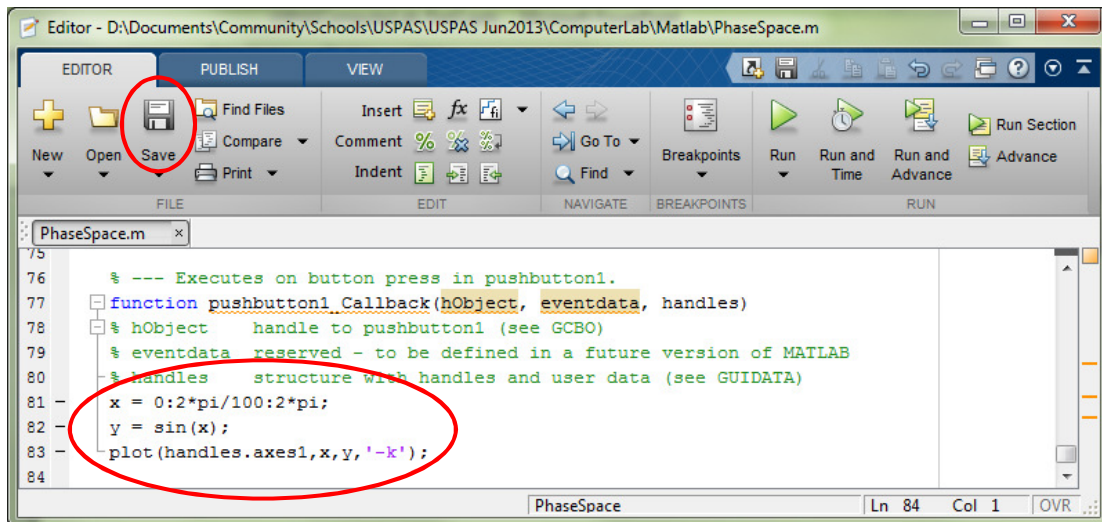 Editor - D:\Documents\Community\Schools\USPAS\USPAS Jun2013\ComputerLab\Matlab\PhaseSpace.m
EDITOR PUBLISH VIEW
New Open Save Find Files Compare Print
Insert fx Comment Indent
Go To Find
Breakpoints
Run Run and Time Run and Advance Run Section Advance
FILE EDIT NAVIGATE BREAKPOINTS RUN
PhaseSpace.m ×
75
76 % --- Executes on button press in pushbutton1.
77 function pushbutton1_Callback(hObject, eventdata, handles)
78 % hObject    handle to pushbutton1 (see GCBO)
79 % eventdata  reserved - to be defined in a future version of MATLAB
80 % handles    structure with handles and user data (see GUIDATA)
81 – x = 0:2*pi/100:2*pi;
82 – y = sin(x);
83 – plot(handles.axes1,x,y,'-k');
84
PhaseSpace Ln 84 Col 1 OVR